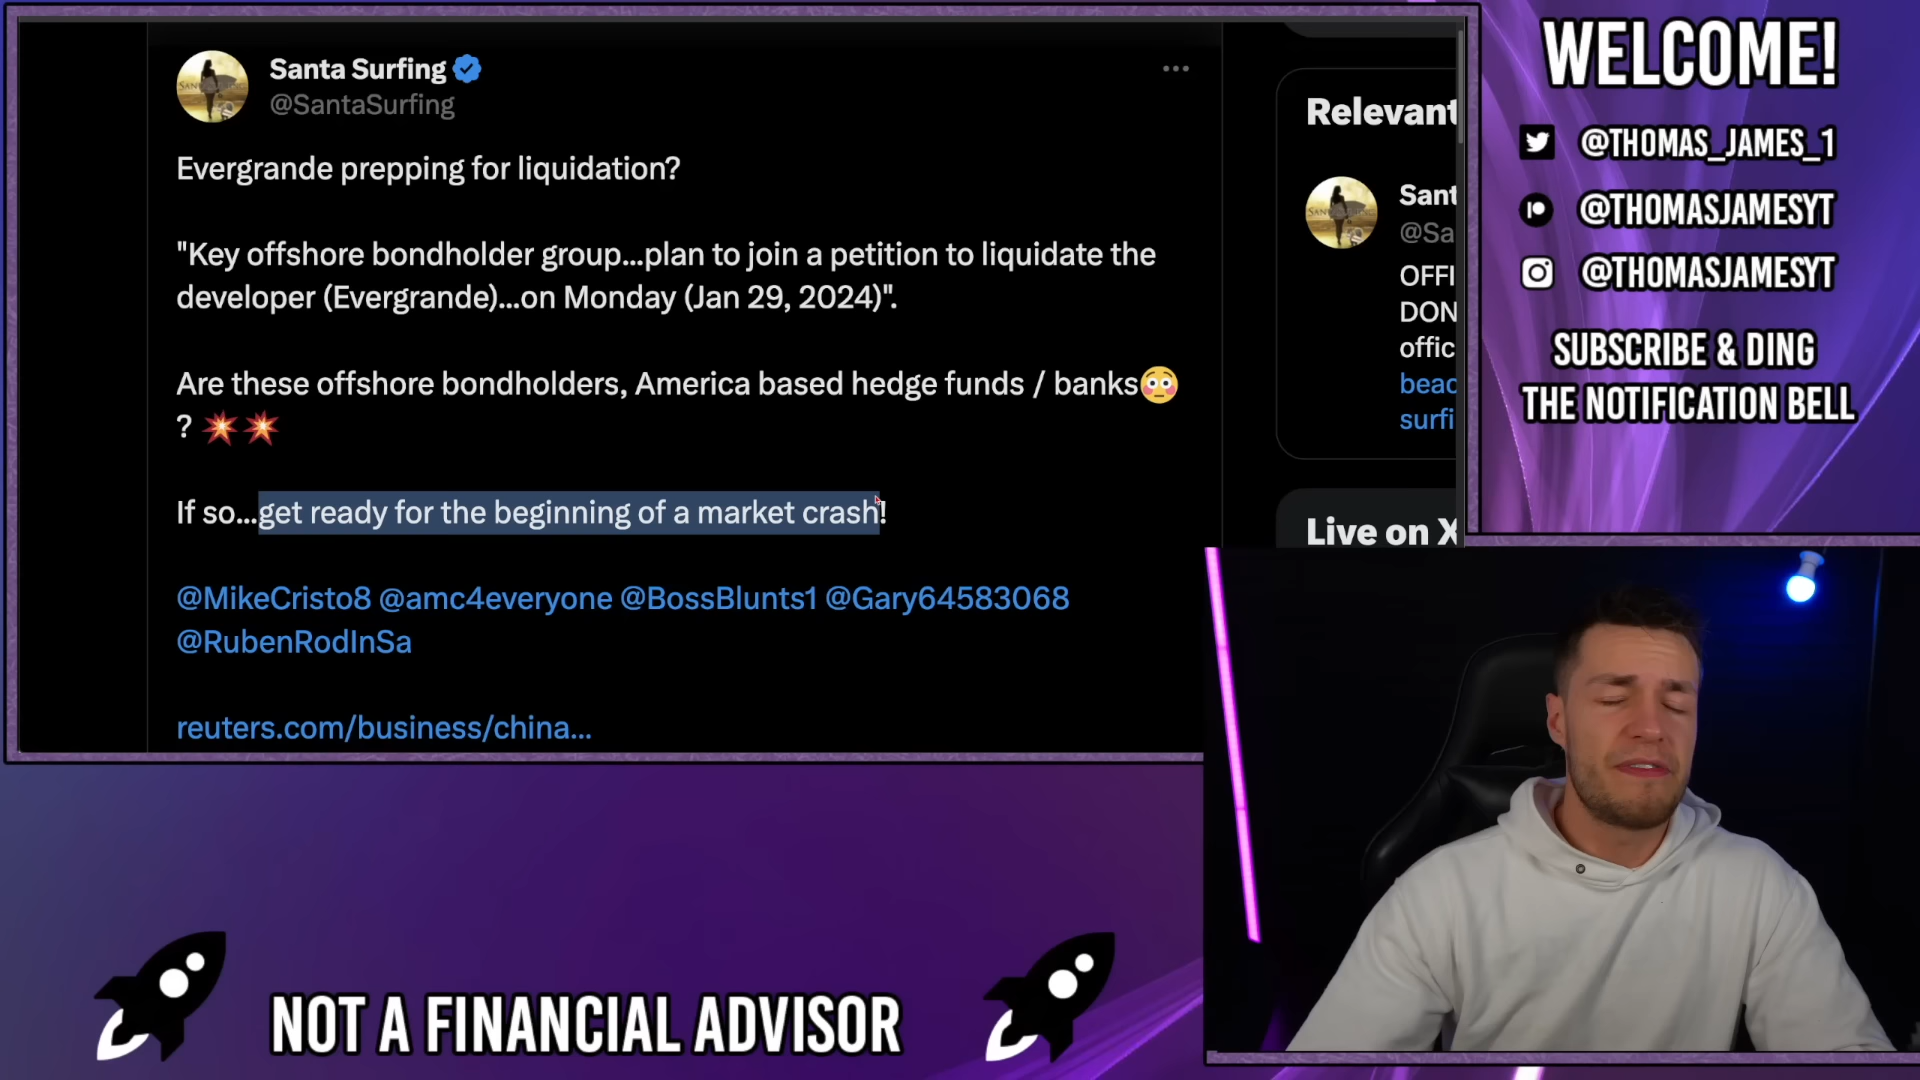 Santa Surfing
@SantaSurfing
Evergrande prepping for liquidation?
"Key offshore bondholder group...plan to join a petition to liquidate the
developer (Evergrande)...on Monday (Jan 29, 2024)".
Are these offshore bondholders, America based hedge funds / banks😳
? 💥💥
If so...get ready for the beginning of a market crash!
@MikeCristo8 @amc4everyone @BossBlunts1 @Gary64583068
@RubenRodInSa
reuters.com/business/china...
Relevant
Sant
@Sa
OFFI
DON
offic
beac
surfi
Live on X
WELCOME!
@THOMAS_JAMES_1
@THOMASJAMESYT
@THOMASJAMESYT
SUBSCRIBE & DING
THE NOTIFICATION BELL
NOT A FINANCIAL ADVISOR